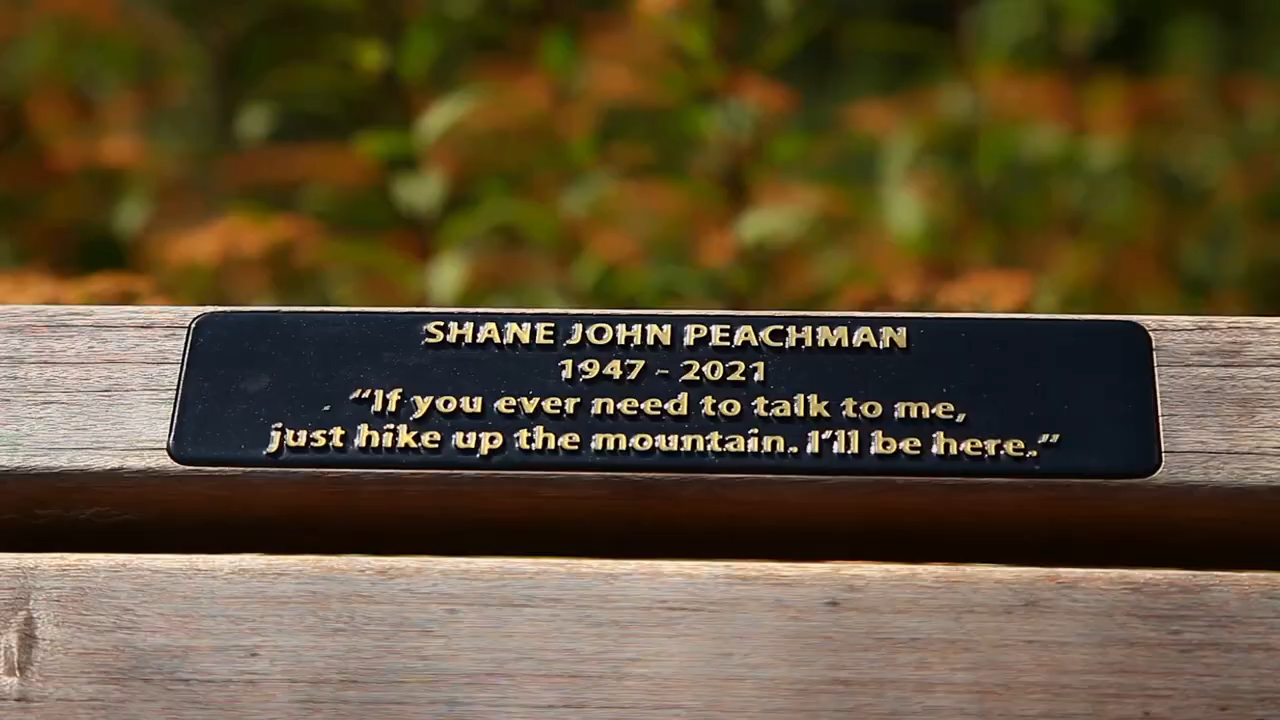 SHANE JOHN PEACHMAN
1947 - 2021
“If you ever need to talk to me,
just hike up the mountain. I’ll be here.”